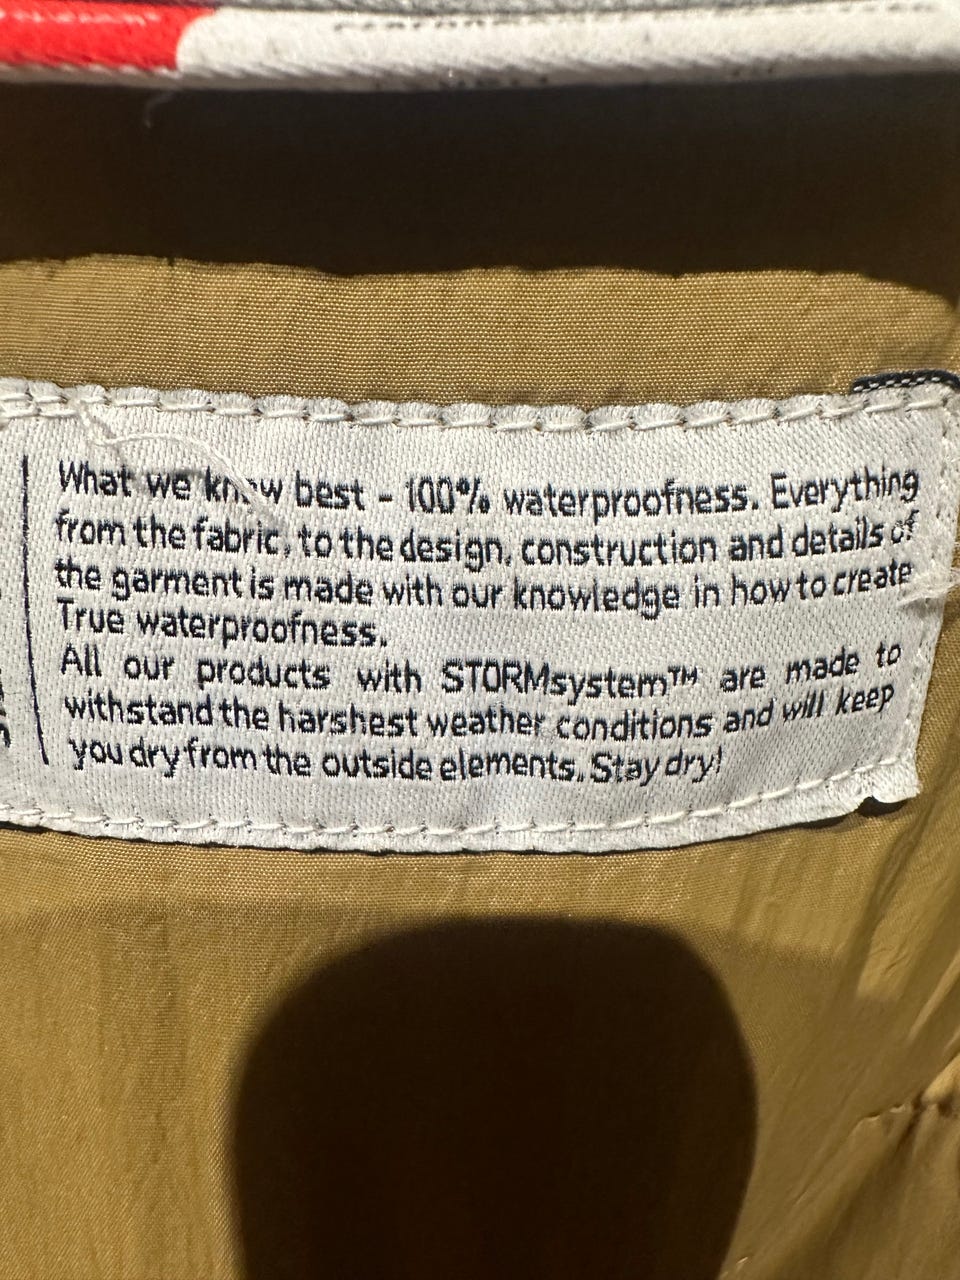 What we know best - 100% waterproofness. Everything
from the fabric, to the design, construction and details of
the garment is made with our knowledge in how to create
True waterproofness.
All our products with STORMsystem™ are made to
withstand the harshest weather conditions and will keep
you dry from the outside elements. Stay dry!